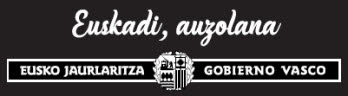 Euskadi, auzolana
EUSKO JAURLARITZA GOBIERNO VASCO